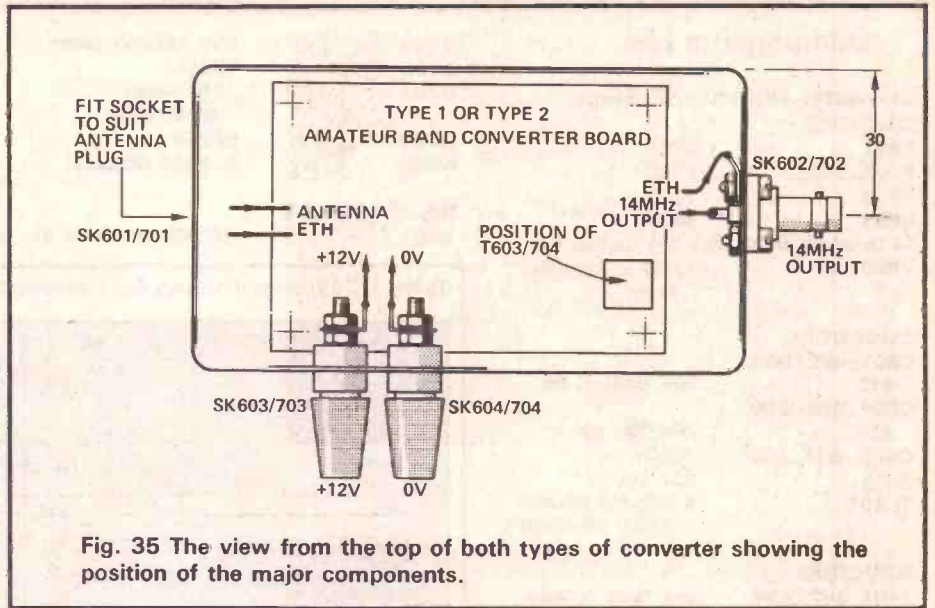 FIT SOCKET
TO SUIT
ANTENNA
PLUG
SK601/701
TYPE 1 OR TYPE 2
AMATEUR BAND CONVERTER BOARD
ANTENNA
ETH
+12V
0V
POSITION OF
T603/704
ETH
14MHz
OUTPUT
SK602/702
30
14MHz
OUTPUT
SK603/703
SK604/704
+12V
0V
Fig. 35 The view from the top of both types of converter showing the
position of the major components.